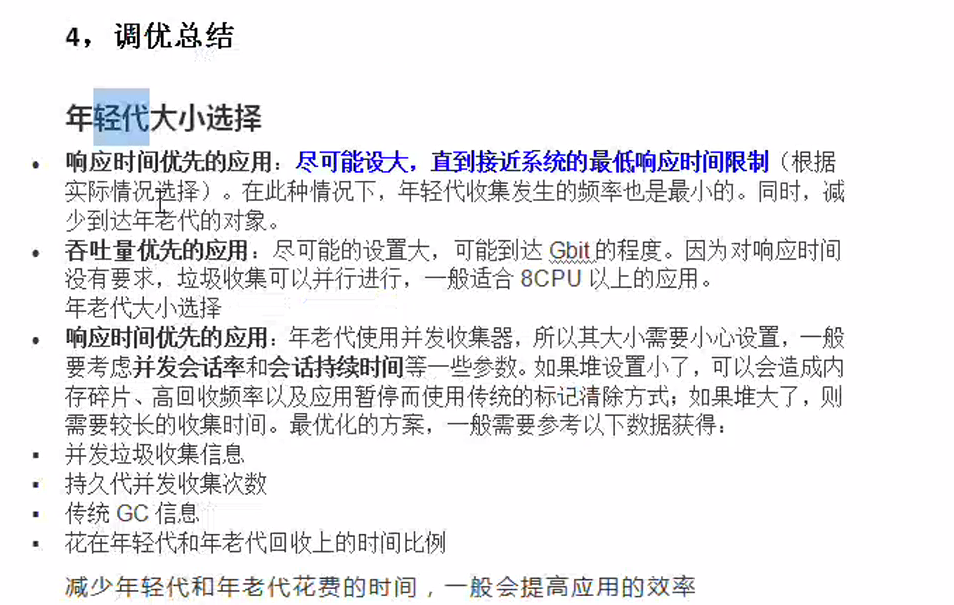 4，调优总结
年轻代大小选择
• 响应时间优先的应用：尽可能设大，直到接近系统的最低响应时间限制（根据
实际情况选择）。在此种情况下，年轻代收集发生的频率也是最小的。同时，减
少到达年老代的对象。
• 吞吐量优先的应用：尽可能的设置大，可能到达 Gbit 的程度。因为对响应时间
没有要求，垃圾收集可以并行进行，一般适合 8CPU 以上的应用。
年老代大小选择
• 响应时间优先的应用：年老代使用并发收集器，所以其大小需要小心设置，一般
要考虑并发会话率和会话持续时间等一些参数。如果堆设置小了，可以会造成内
存碎片、高回收频率以及应用暂停而使用传统的标记清除方式；如果堆大了，则
需要较长的收集时间。最优化的方案，一般需要参考以下数据获得：
▪ 并发垃圾收集信息
▪ 持久代并发收集次数
▪ 传统 GC 信息
▪ 花在年轻代和年老代回收上的时间比例
减少年轻代和年老代花费的时间，一般会提高应用的效率